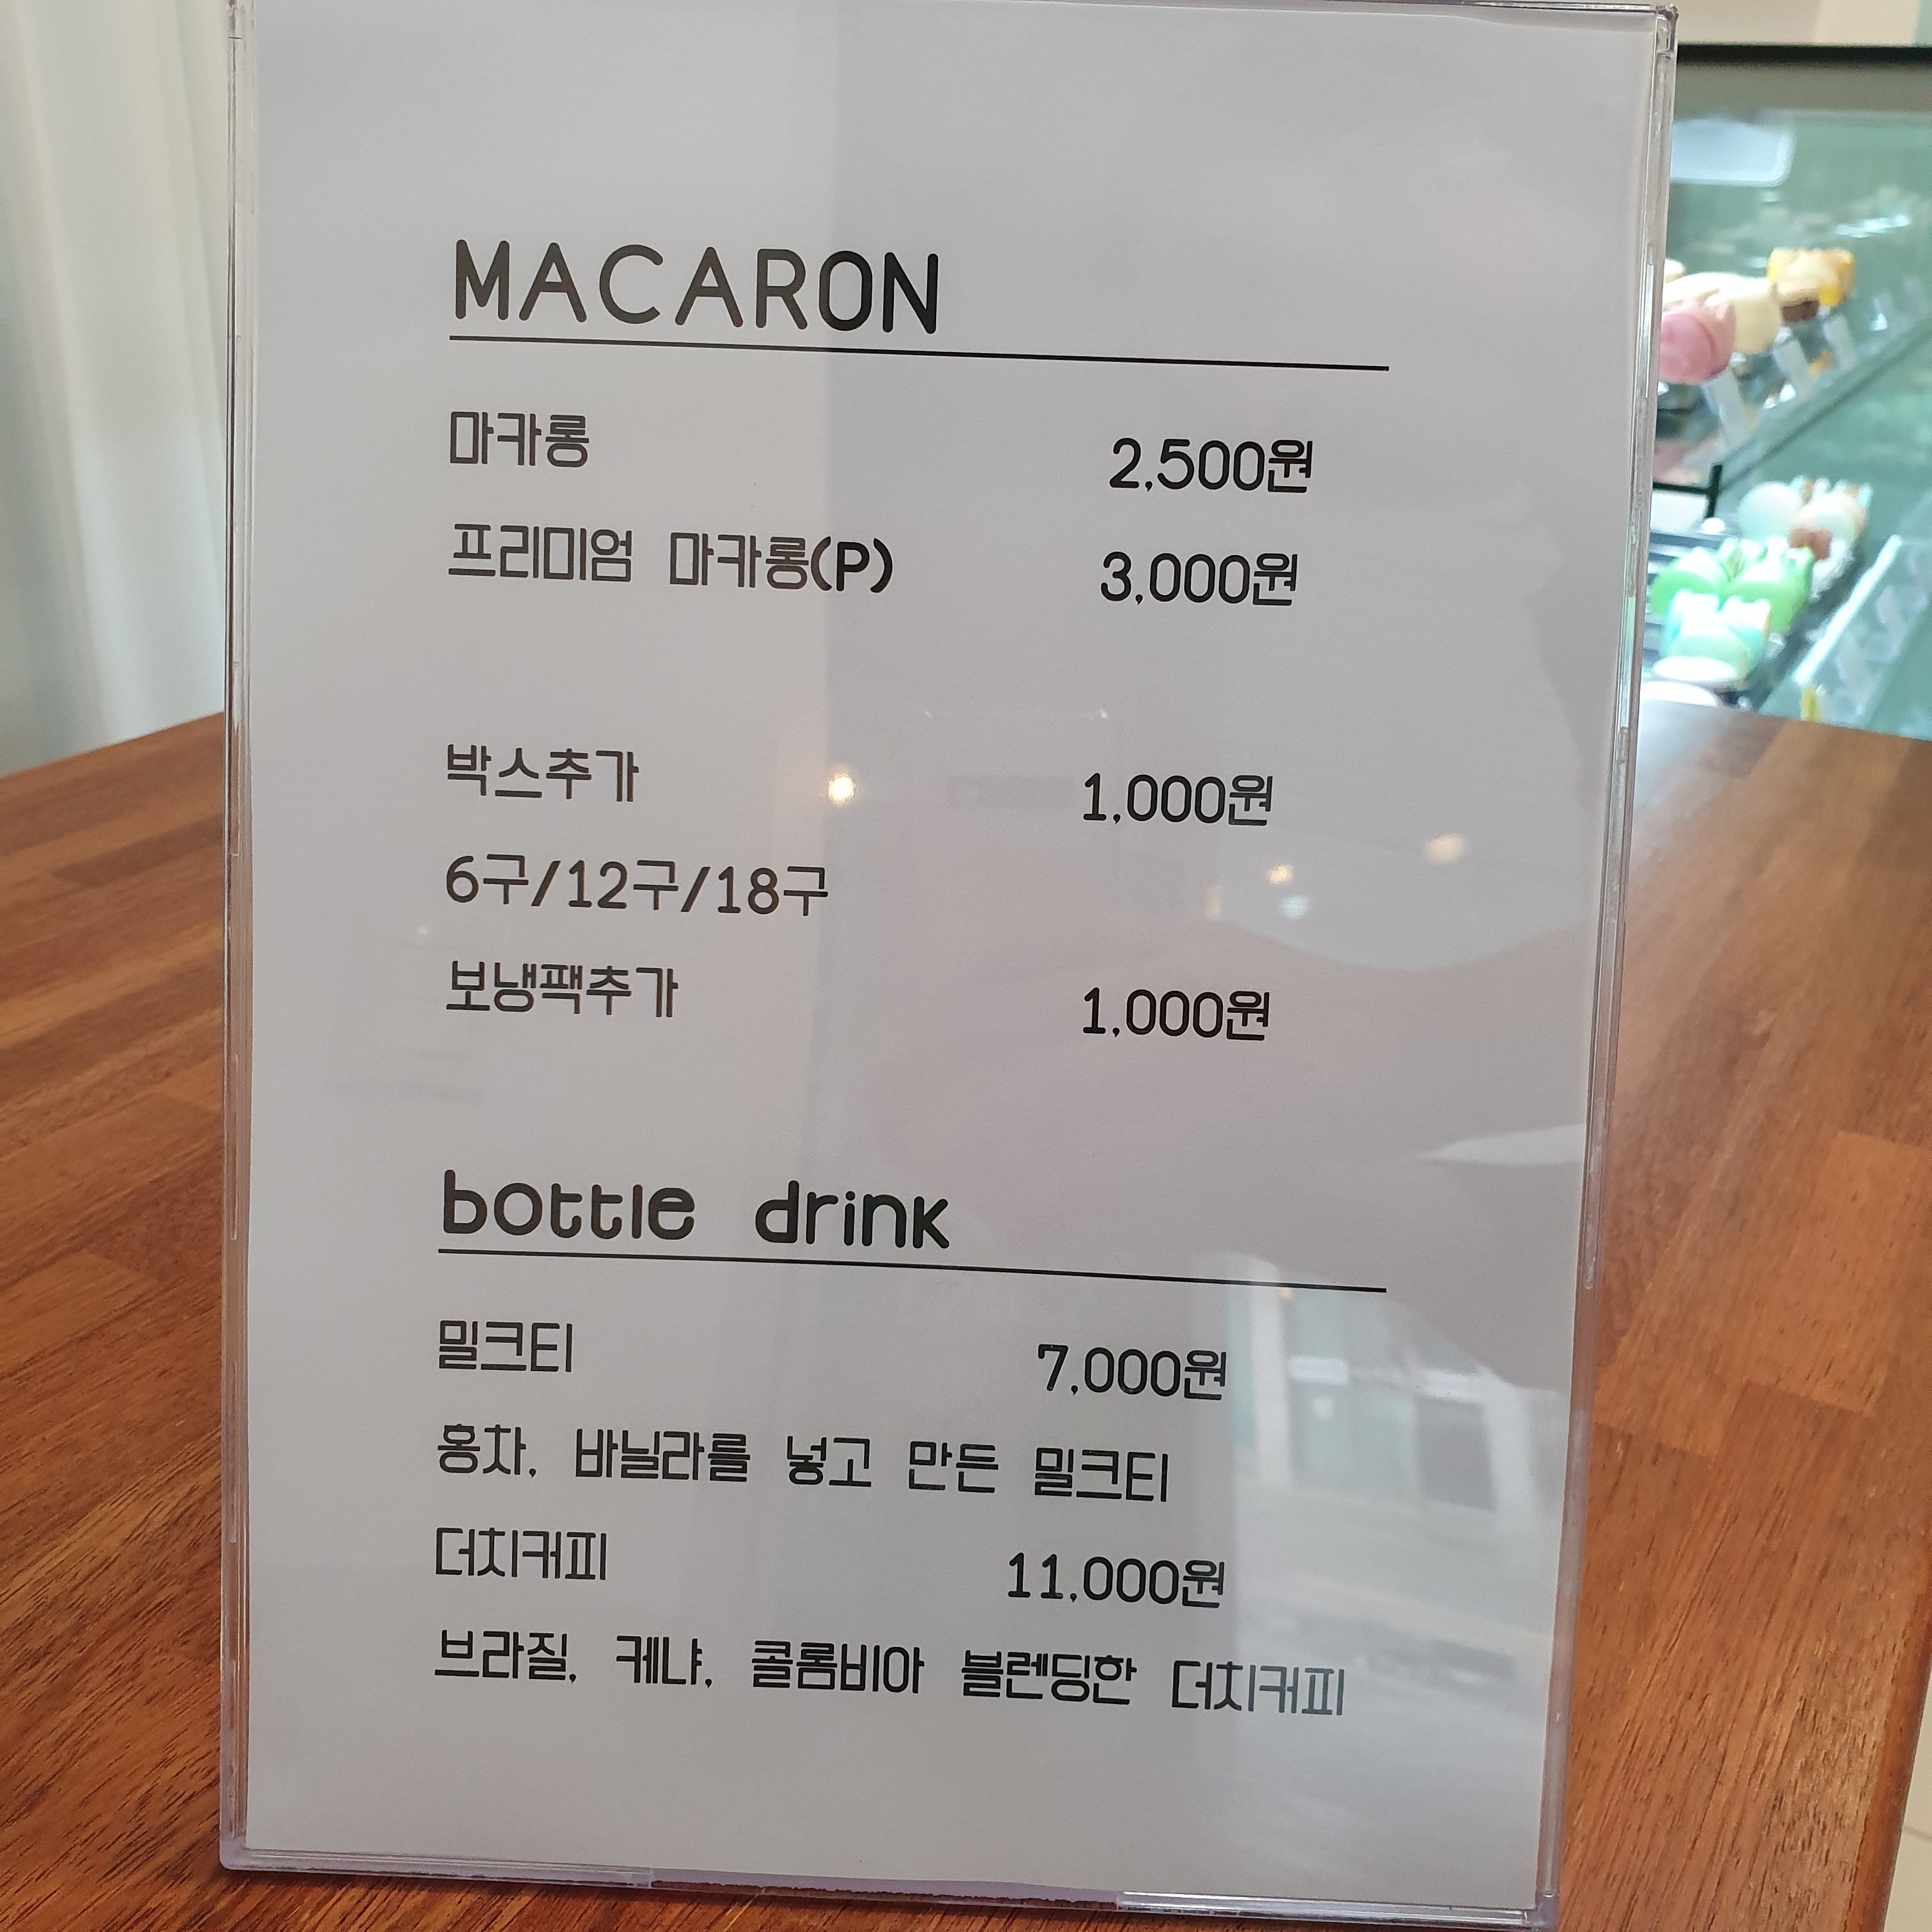 MACARON
마카롱 2,500원
프리미엄 마카롱(P) 3,000원
박스추가 1,000원
6구/12구/18구
보냉팩추가 1,000원
bottle drink
밀크티 7,000원
홍차, 바닐라를 넣고 만든 밀크티
더치커피 11,000원
브라질, 케냐, 콜롬비아 블렌딩한 더치커피